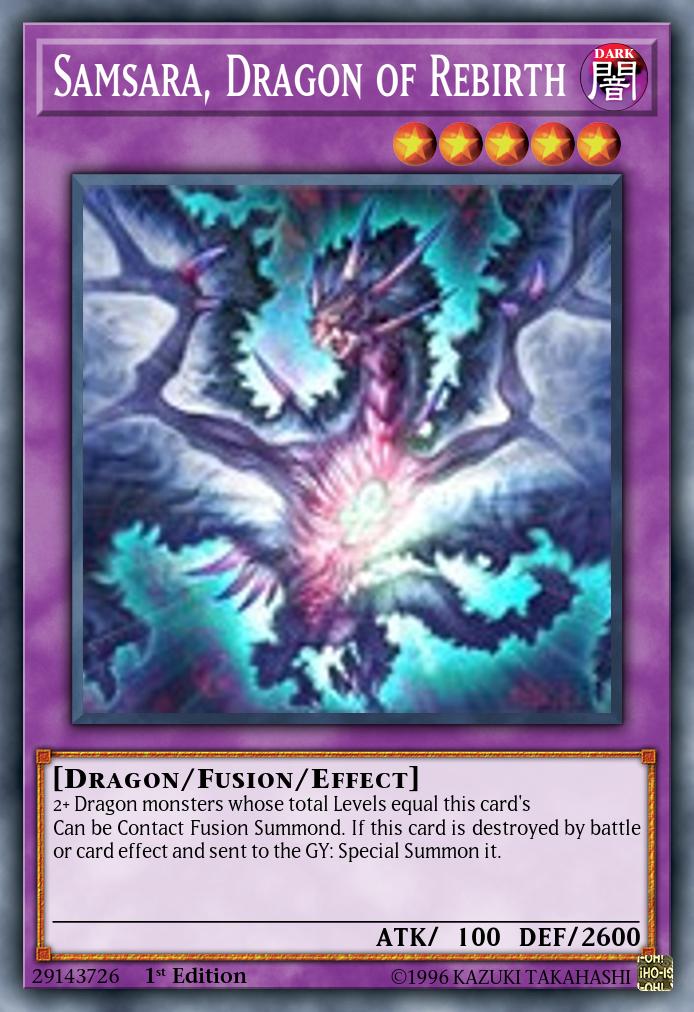 SAMSARA, DRAGON OF REBIRTH
DARK
闇
[DRAGON/FUSION/EFFECT]
2+ Dragon monsters whose total Levels equal this card's
Can be Contact Fusion Summond. If this card is destroyed by battle
or card effect and sent to the GY: Special Summon it.
ATK/ 100 DEF/2600
29143726 1st Edition ©1996 KAZUKI TAKAHASHI